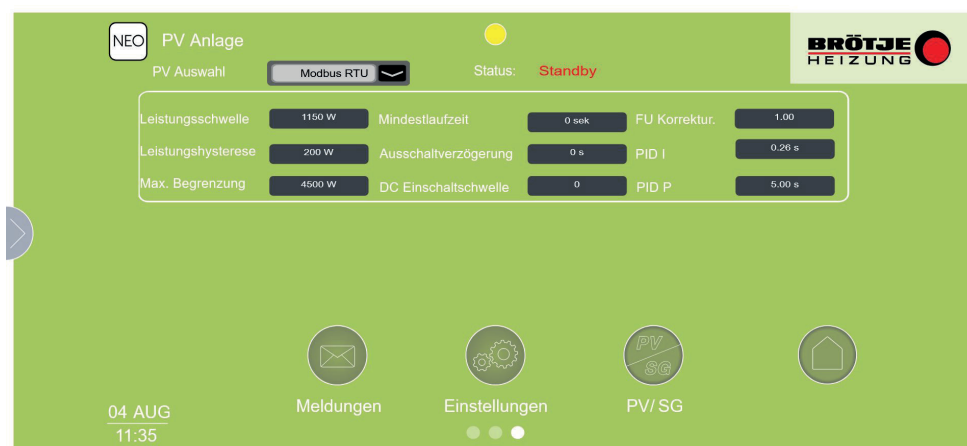 NEO PV Anlage
BRÖTJE
HEIZUNG
PV Auswahl Modbus RTU Status: Standby
Leistungsschwelle 1150 W Mindestlaufzeit 0 sek FU Korrektur. 1.00
Leistungshysterese 200 W Ausschaltverzögerung 0 s PID I 0.26 s
Max. Begrenzung 4500 W DC Einschaltschwelle 0 PID P 5.00 s
PV
SG
Meldungen Einstellungen PV/ SG
04 AUG
11:35